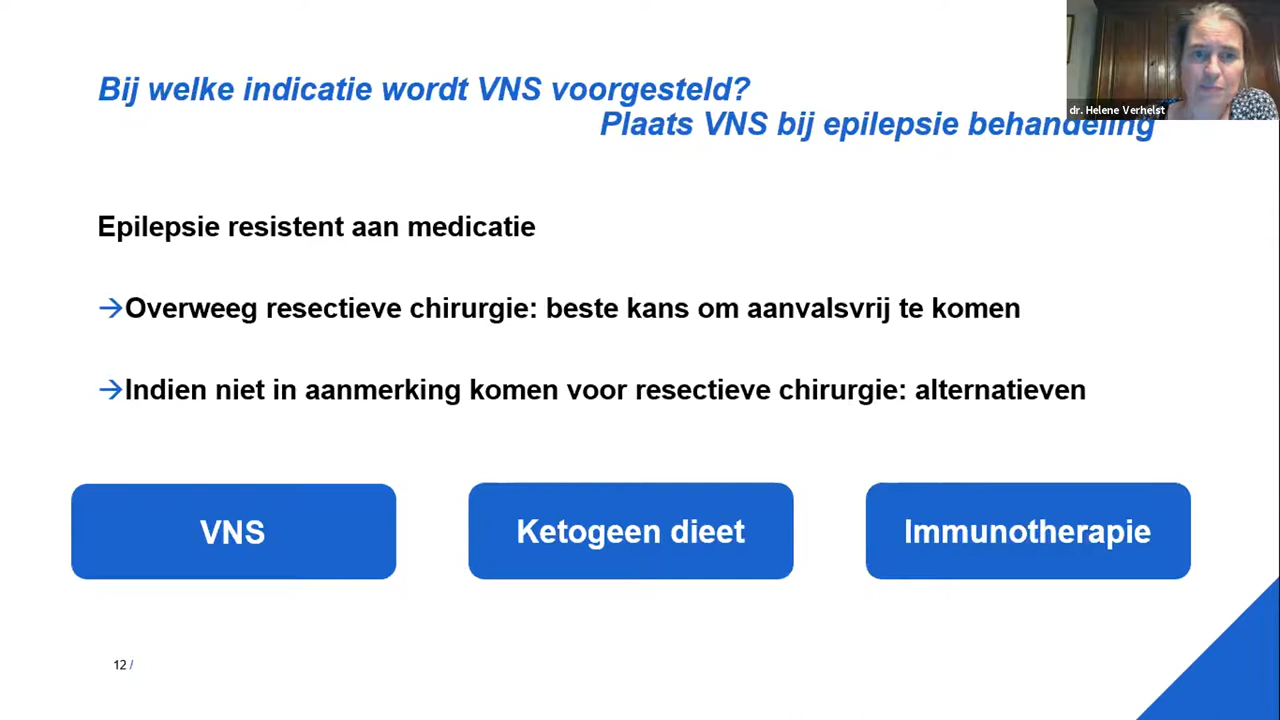 Bij welke indicatie wordt VNS voorgesteld?
Plaats VNS bij epilepsie behandeling
dr. Helene Verhelst
Epilepsie resistent aan medicatie
→Overweeg resectieve chirurgie: beste kans om aanvalsvrij te komen
→Indien niet in aanmerking komen voor resectieve chirurgie: alternatieven
VNS
Ketogeen dieet
Immunotherapie
12 /